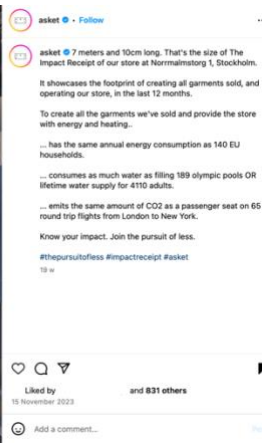 asket • Follow
asket 7 meters and 10cm long. That's the size of The
Impact Receipt of our store at Norrmalmstorg 1, Stockholm.
It showcases the footprint of creating all garments sold, and
operating our store, in the last 12 months.
To create all the garments we've sold and provide the store
with energy and heating..
... has the same annual energy consumption as 140 EU
households.
... consumes as much water as filling 189 olympic pools OR
lifetime water supply for 4110 adults.
... emits the same amount of CO2 as a passenger seat on 65
round trip flights from London to New York.
Know your impact. Join the pursuit of less.
#thepursuitofless #impactreceipt #asket
19 w
Liked by and 831 others
15 November 2023
Add a comment...